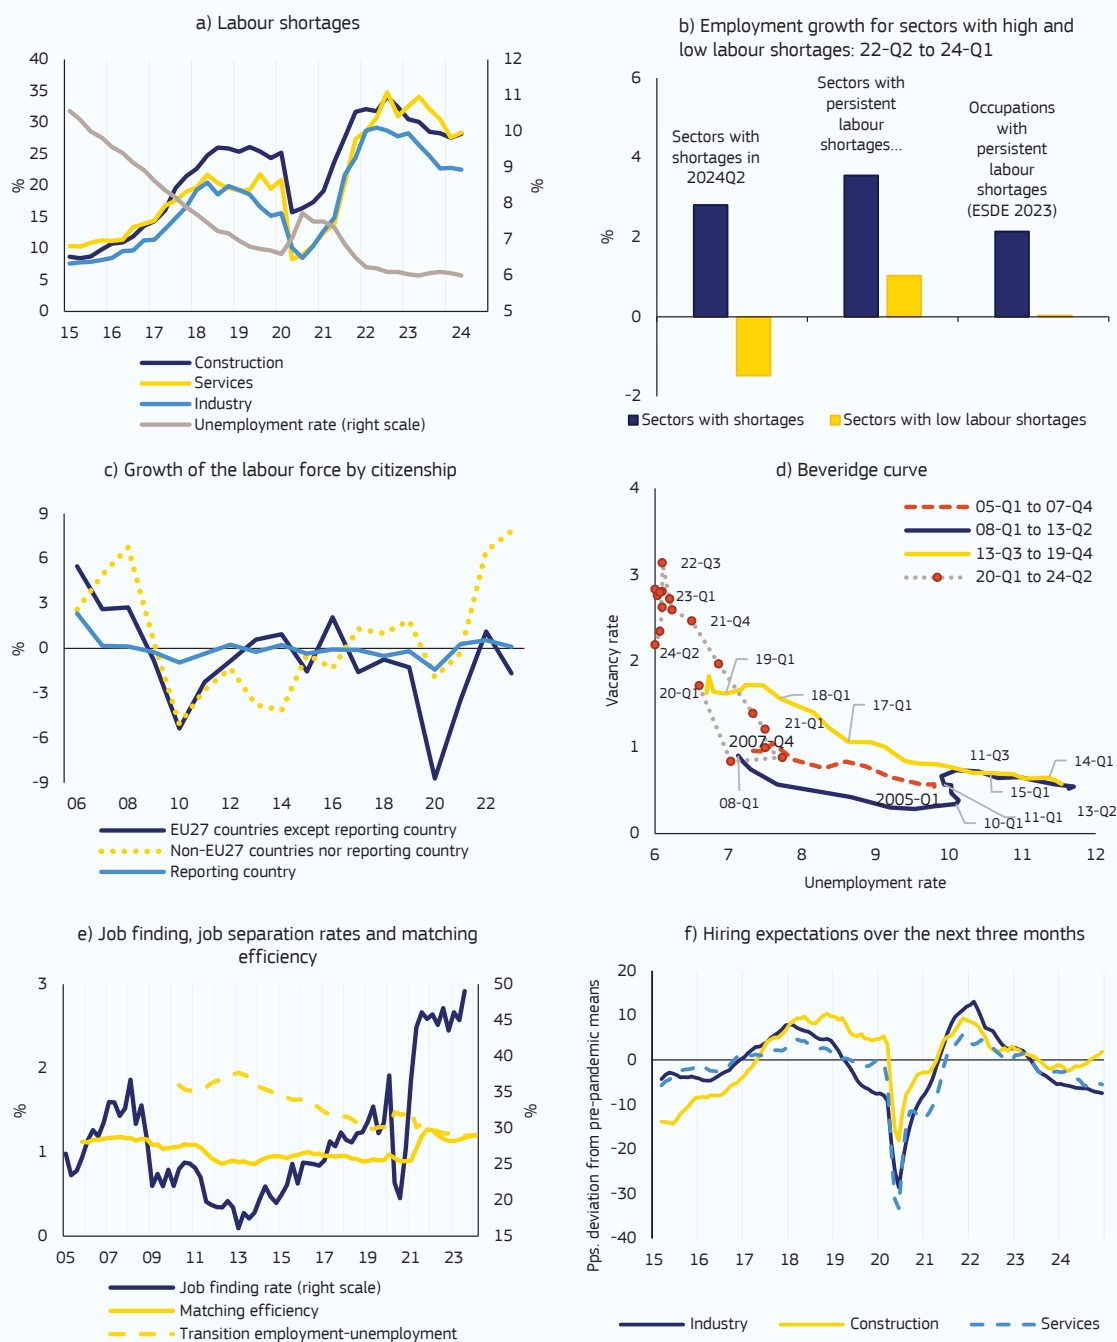 a) Labour shortages
40
35
30
25
20
15
10
5
0
%
12
11
10
9
8
7
6
5
%
15 16 17 18 19 20 21 22 23 24
Construction
Services
Industry
Unemployment rate (right scale)
b) Employment growth for sectors with high and
low labour shortages: 22-Q2 to 24-Q1
6
4
2
0
-2
%
Sectors with
shortages in
2024Q2
Sectors with
persistent
labour
shortages...
Occupations
with
persistent
labour
shortages
(ESDE 2023)
Sectors with shortages
Sectors with low labour shortages
c) Growth of the labour force by citizenship
9
6
3
0
-3
-6
-9
%
06 08 10 12 14 16 18 20 22
EU27 countries except reporting country
Non-EU27 countries nor reporting country
Reporting country
d) Beveridge curve
4
3
2
1
0
Vacancy rate
05-Q1 to 07-Q4
08-Q1 to 13-Q2
13-Q3 to 19-Q4
20-Q1 to 24-Q2
22-Q3
23-Q1
21-Q4
24-Q2
19-Q1
20-Q1
18-Q1
17-Q1
21-Q1
2007-Q4
11-Q3
14-Q1
15-Q1
2005-Q1
08-Q1
13-Q2
11-Q1
10-Q1
6 7 8 9 10 11 12
Unemployment rate
e) Job finding, job separation rates and matching
efficiency
3
2
1
0
%
50
45
40
35
30
25
20
15
%
05 07 09 11 13 15 17 19 21 23
Job finding rate (right scale)
Matching efficiency
Transition employment-unemployment
f) Hiring expectations over the next three months
20
10
0
-10
-20
-30
-40
Pps. deviation from pre-pandemic means
15 16 17 18 19 20 21 22 23 24
Industry
Construction
Services